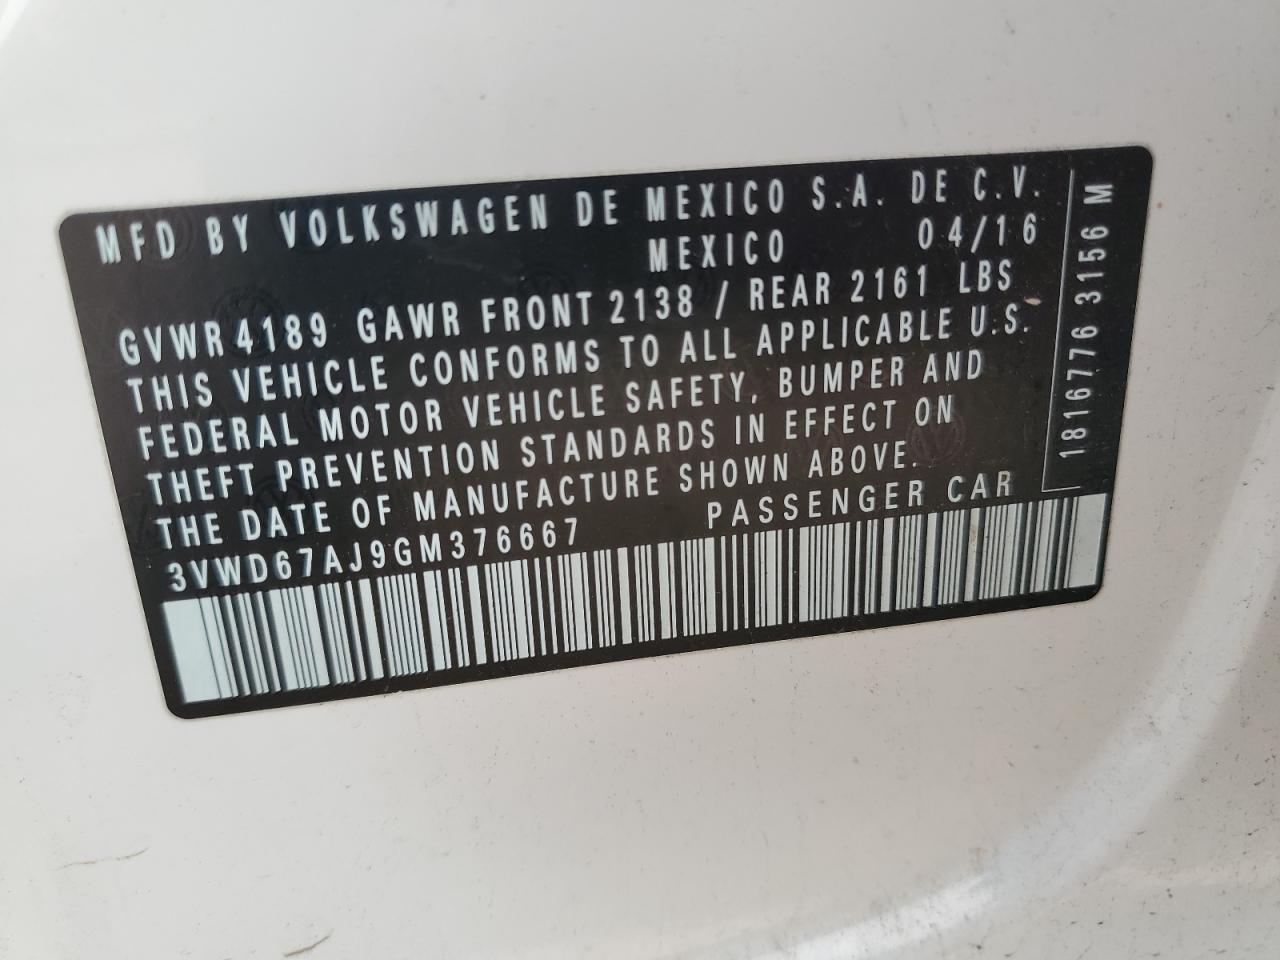 MFD BY VOLKSWAGEN DE MEXICO S.A. DE C.V.
MEXICO 04/16
GVWR 4189 GAWR FRONT 2138 / REAR 2161 LBS
THIS VEHICLE CONFORMS TO ALL APPLICABLE U.S.
FEDERAL MOTOR VEHICLE SAFETY, BUMPER AND
THEFT PREVENTION STANDARDS IN EFFECT ON
THE DATE OF MANUFACTURE SHOWN ABOVE.
3VWD67AJ9GM376667 PASSENGER CAR
1816776 3156 M